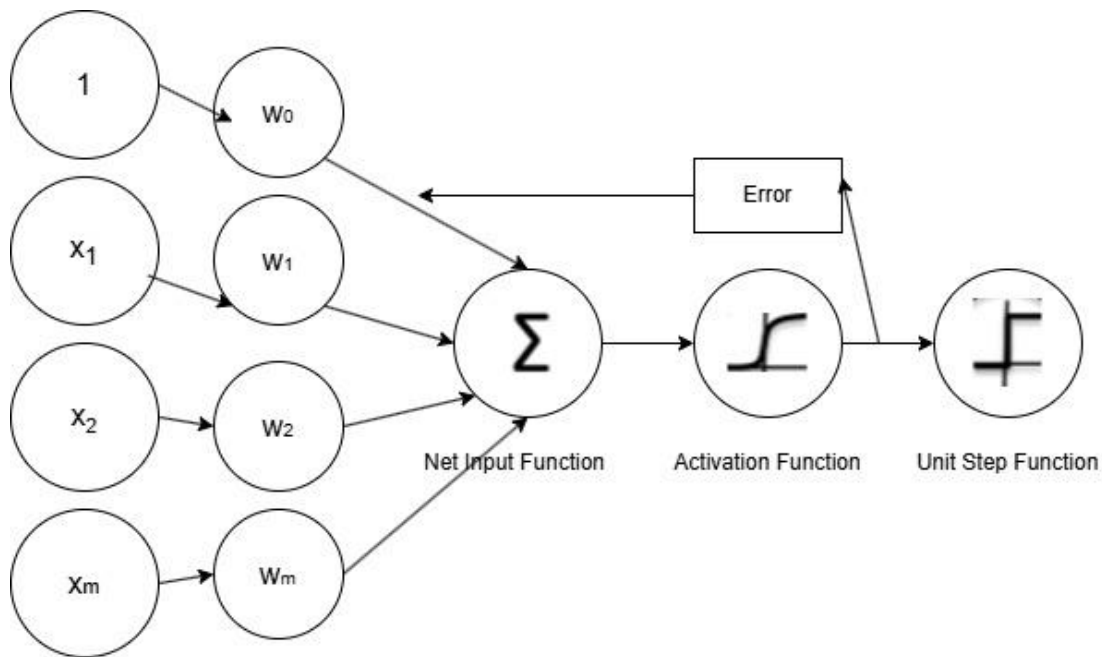 1
w₀
Error
x₁
w₁
Σ
x₂
w₂
Net Input Function
Activation Function
Unit Step Function
xₘ
wₘ